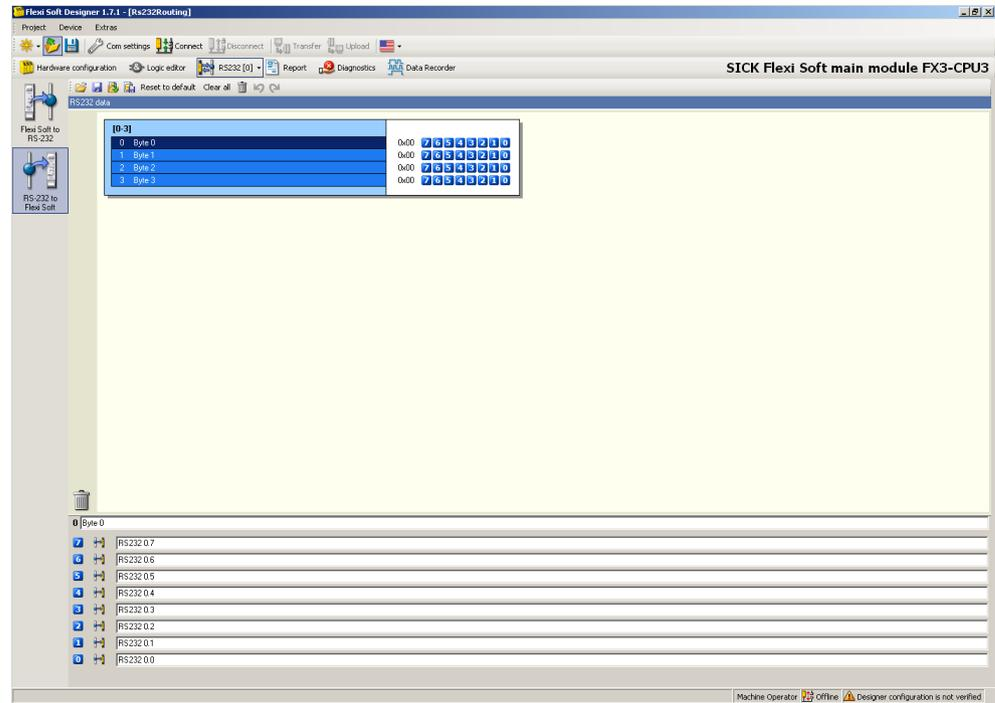 Flexi Soft Designer 1.7.1 - [Rs232Routing]
Project Device Extras
Com settings Connect Disconnect Transfer Upload
Hardware configuration Logic editor RS232 [0] Report Diagnostics Data Recorder SICK Flexi Soft main module FX3-CPU3
Reset to default Clear all
RS232 data
Flexi Soft to
RS-232
RS-232 to
Flexi Soft
[0-3]
0 Byte 0 0x00 7 6 5 4 3 2 1 0
1 Byte 1 0x00 7 6 5 4 3 2 1 0
2 Byte 2 0x00 7 6 5 4 3 2 1 0
3 Byte 3 0x00 7 6 5 4 3 2 1 0
0 Byte 0
7 RS232 0.7
6 RS232 0.6
5 RS232 0.5
4 RS232 0.4
3 RS232 0.3
2 RS232 0.2
1 RS232 0.1
0 RS232 0.0
Machine Operator Offline Designer configuration is not verified